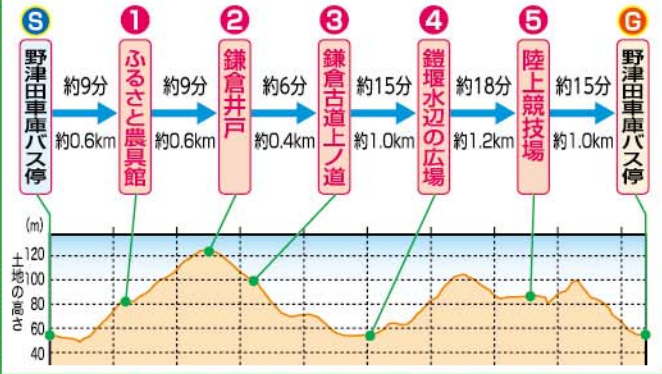 S 1 2 3 4 5 G
野津田車庫バス停
約9分
約0.6km
ふるさと農具館
約9分
約0.6km
鎌倉井戸
約6分
約0.4km
鎌倉古道上ノ道
約15分
約1.0km
鎧堰水辺の広場
約18分
約1.2km
陸上競技場
約15分
約1.0km
野津田車庫バス停
(m)
土地の高さ
120
100
80
60
40